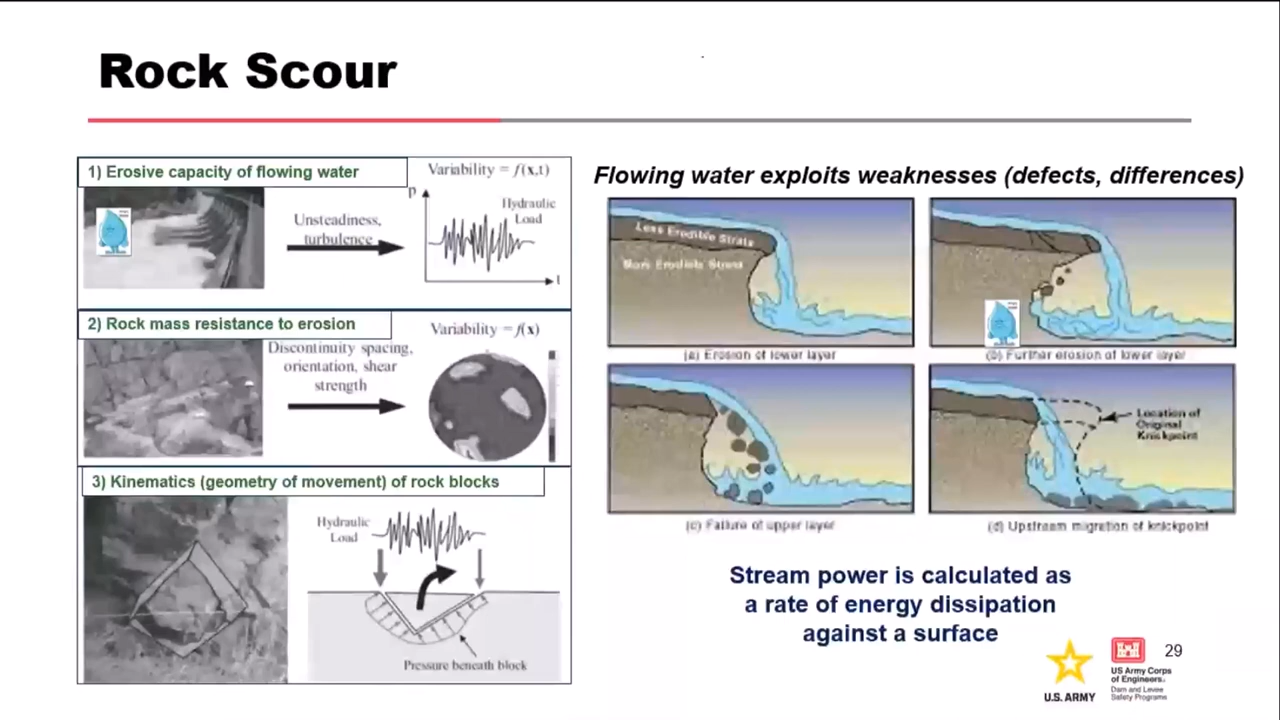 Rock Scour
1) Erosive capacity of flowing water
Unsteadiness,
turbulence
Variability = f(x,t)
p
Hydraulic
Load
t
2) Rock mass resistance to erosion
Discontinuity spacing,
orientation, shear
strength
Variability = f(x)
3) Kinematics (geometry of movement) of rock blocks
Hydraulic
Load
Pressure beneath block
Flowing water exploits weaknesses (defects, differences)
Less Erodible Strata
More Erodible Strata
(a) Erosion of lower layer
(b) Further erosion of lower layer
Location of
Original
Knickpoint
(c) Failure of upper layer
(d) Upstream migration of knickpoint
Stream power is calculated as
a rate of energy dissipation
against a surface
29
U.S. ARMY
US Army Corps
of Engineers®
Dam and Levee
Safety Programs